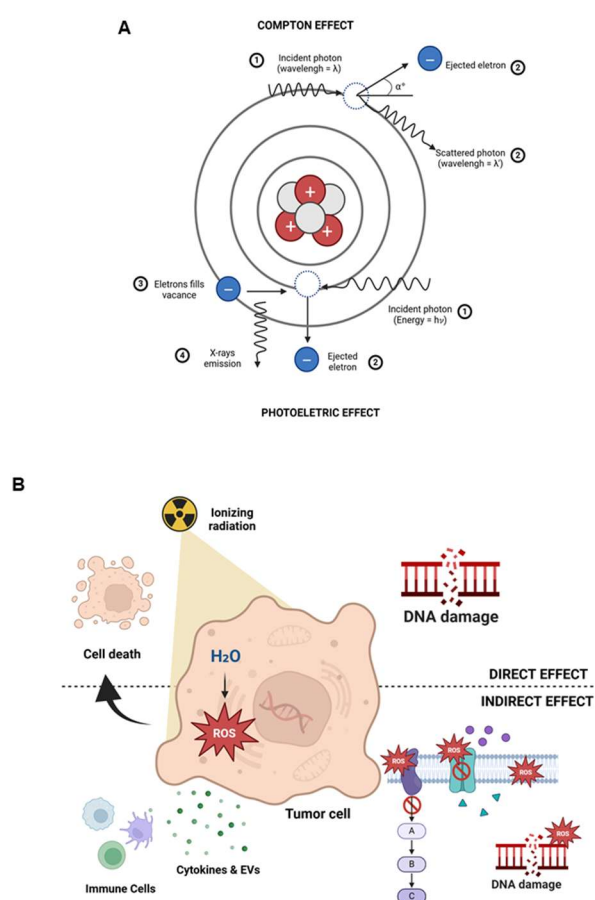 A
COMPTON EFFECT
1
Incident photon
(wavelengh = λ)
−
Ejected eletron
2
α°
Scattered photon
(wavelengh = λ')
2
+
+
+
3
Eletrons fills
vacance
−
Incident photon
(Energy = hν)
1
4
X-rays
emission
−
Ejected
eletron
2
PHOTOELETRIC EFFECT
B
Ionizing
radiation
Cell death
DNA damage
H₂O
DIRECT EFFECT
INDIRECT EFFECT
ROS
ROS
ROS
ROS
Tumor cell
A
B
C
ROS
DNA damage
Cytokines & EVs
Immune Cells